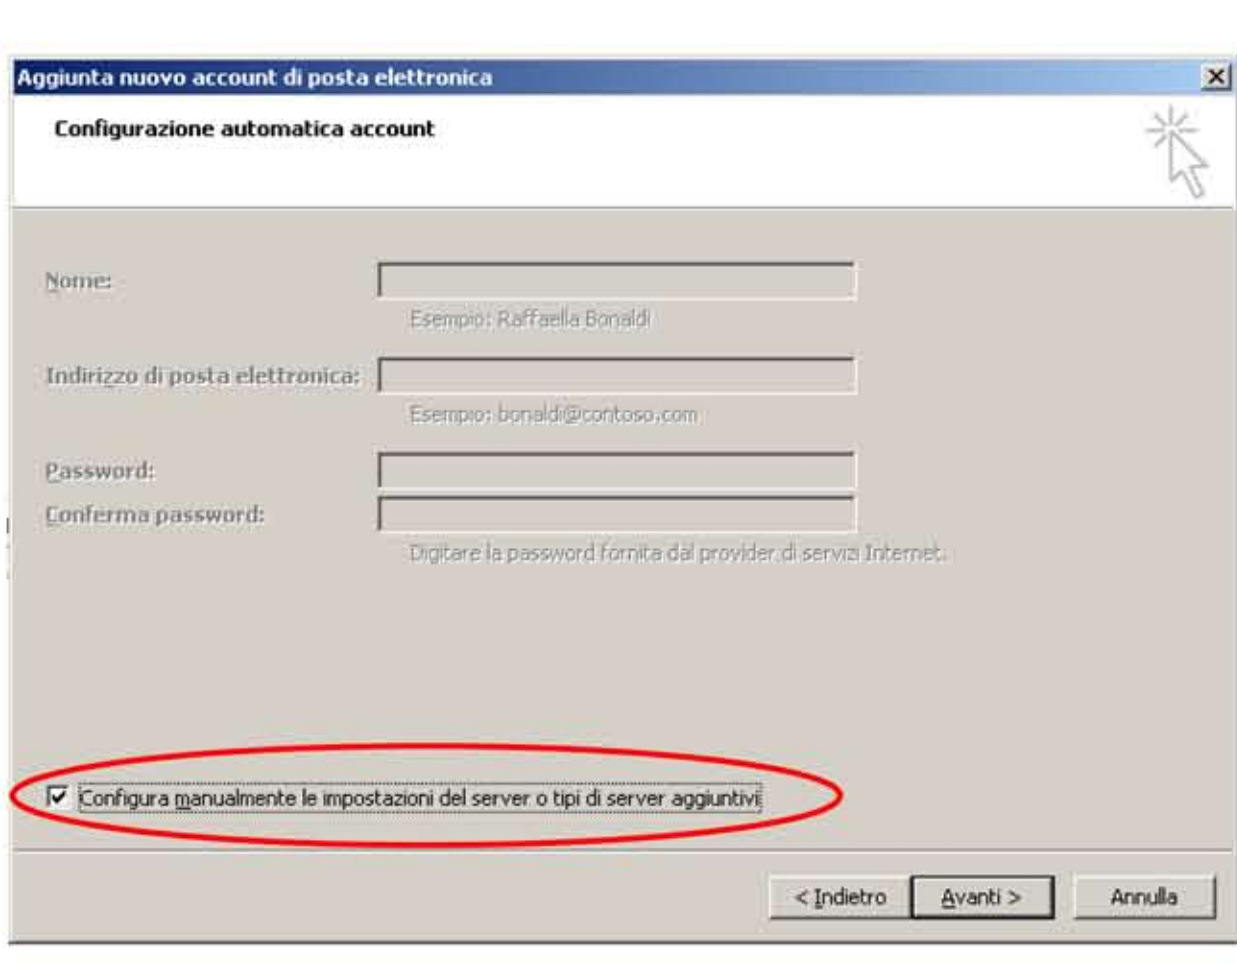 Aggiunta nuovo account di posta elettronica
Configurazione automatica account
Nome:
Esempio: Raffaella Bonaldi
Indirizzo di posta elettronica:
Esempio: bonaldi@contoso.com
Password:
Conferma password:
Digitare la password fornita dal provider di servizi Internet.
Configura manualmente le impostazioni del server o tipi di server aggiuntivi
< Indietro
Avanti >
Annulla